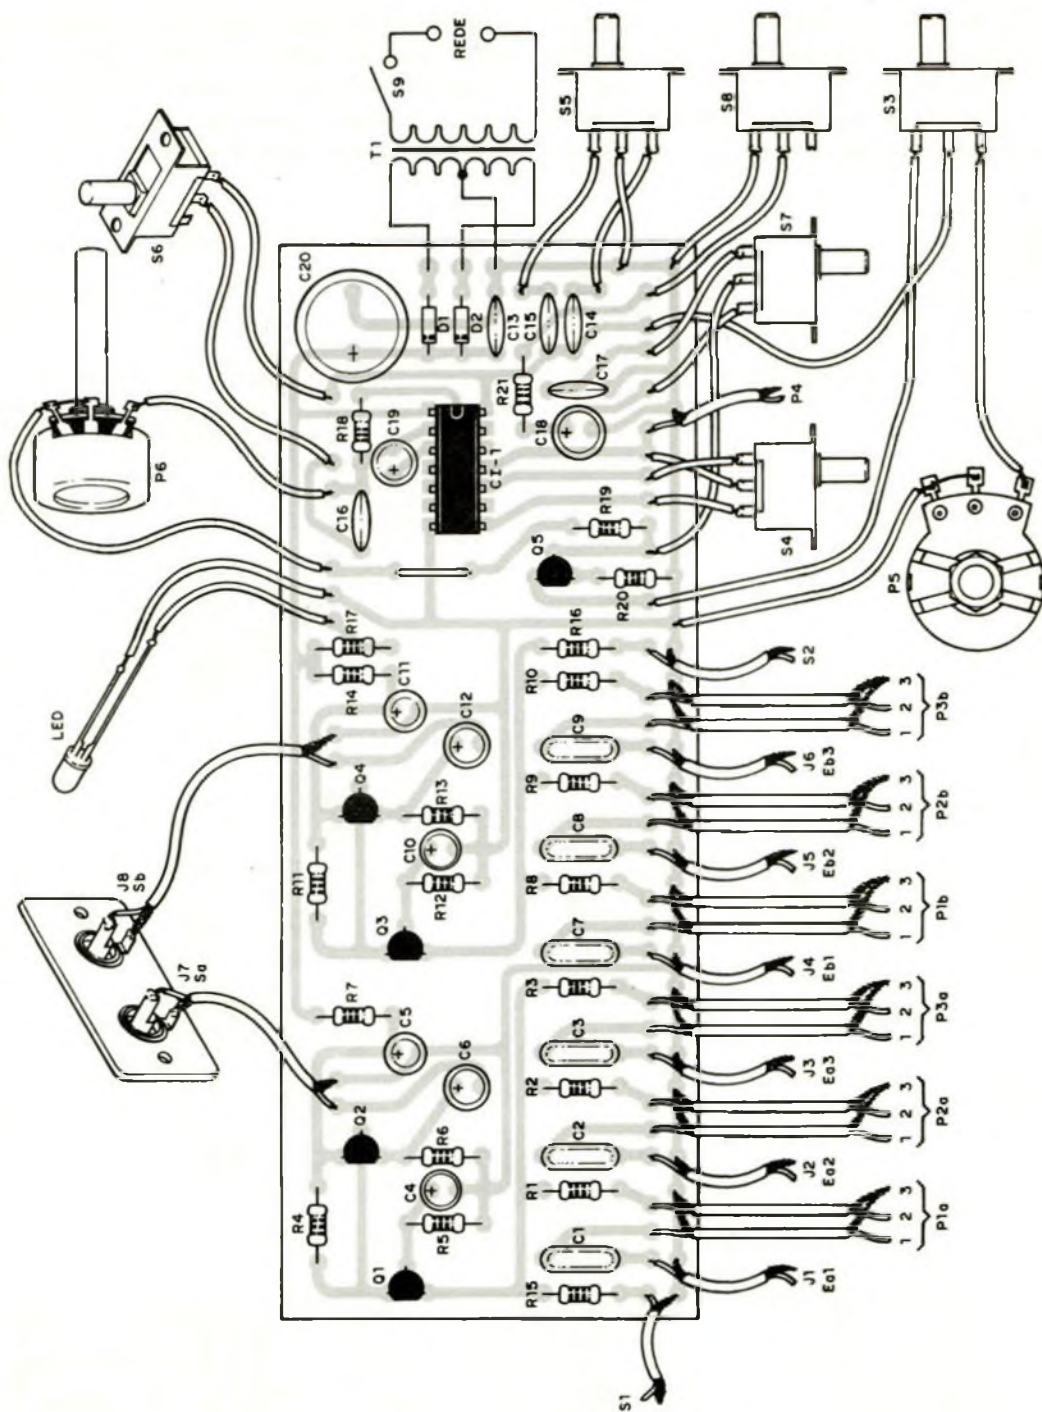 REDE
S9
T1
S5
S8
S3
S6
P6
LED
J8
Sb
J7
Sa
C20
D1
D2
C13
C15
C14
R21
C17
C18
R18
C19
CI-1
C16
R19
Q5
R20
S7
P4
S4
P5
R17
R14
C11
C12
Q4
R13
C10
R12
R11
Q3
R16
R10
C9
R9
C8
R8
C7
R7
C5
C6
Q2
R6
C4
R5
R4
Q1
R3
C3
R2
C2
R1
C1
R15
S1
J1
Ea1
1 2 3
P1a
J2
Ea2
1 2 3
P2a
J3
Ea3
1 2 3
P3a
J4
Eb1
1 2 3
P1b
J5
Eb2
1 2 3
P2b
J6
Eb3
1 2 3
P3b
S2